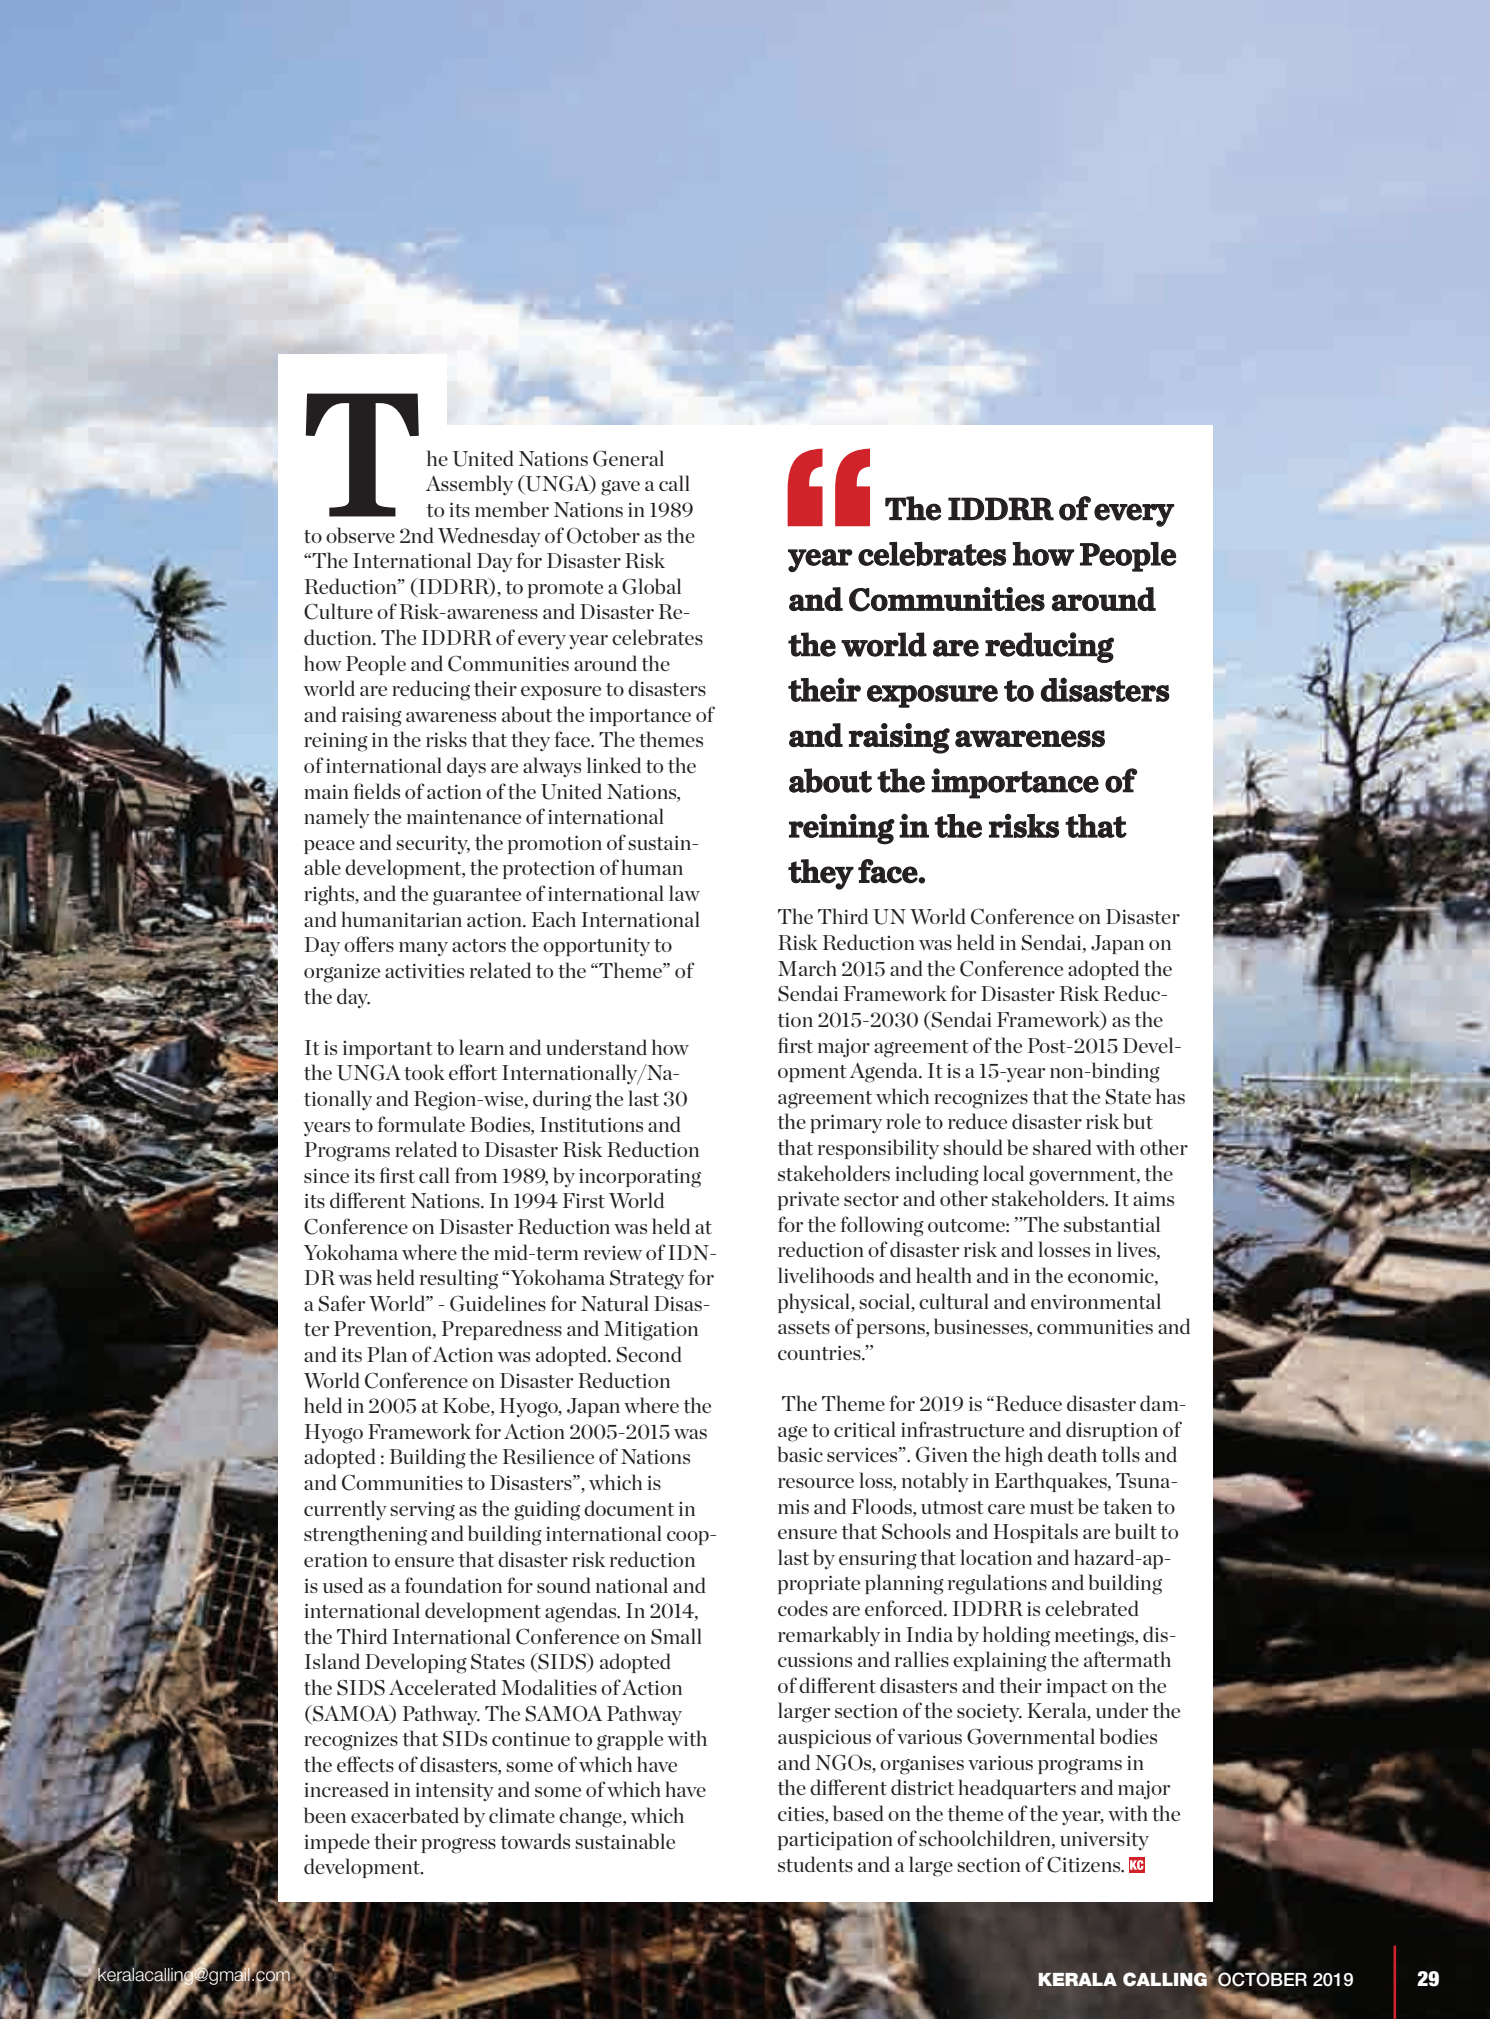 The United Nations General
Assembly (UNGA) gave a call
to its member Nations in 1989
to observe 2nd Wednesday of October as the
“The International Day for Disaster Risk
Reduction” (IDDRR), to promote a Global
Culture of Risk-awareness and Disaster Re-
duction. The IDDRR of every year celebrates
how People and Communities around the
world are reducing their exposure to disasters
and raising awareness about the importance of
reining in the risks that they face. The themes
of international days are always linked to the
main fields of action of the United Nations,
namely the maintenance of international
peace and security, the promotion of sustain-
able development, the protection of human
rights, and the guarantee of international law
and humanitarian action. Each International
Day offers many actors the opportunity to
organize activities related to the “Theme” of
the day.
It is important to learn and understand how
the UNGA took effort Internationally/Na-
tionally and Region-wise, during the last 30
years to formulate Bodies, Institutions and
Programs related to Disaster Risk Reduction
since its first call from 1989, by incorporating
its different Nations. In 1994 First World
Conference on Disaster Reduction was held at
Yokohama where the mid-term review of IDN-
DR was held resulting “Yokohama Strategy for
a Safer World” - Guidelines for Natural Disas-
ter Prevention, Preparedness and Mitigation
and its Plan of Action was adopted. Second
World Conference on Disaster Reduction
held in 2005 at Kobe, Hyogo, Japan where the
Hyogo Framework for Action 2005-2015 was
adopted : Building the Resilience of Nations
and Communities to Disasters”, which is
currently serving as the guiding document in
strengthening and building international coop-
eration to ensure that disaster risk reduction
is used as a foundation for sound national and
international development agendas. In 2014,
the Third International Conference on Small
Island Developing States (SIDS) adopted
the SIDS Accelerated Modalities of Action
(SAMOA) Pathway. The SAMOA Pathway
recognizes that SIDs continue to grapple with
the effects of disasters, some of which have
increased in intensity and some of which have
been exacerbated by climate change, which
impede their progress towards sustainable
development.
“ The IDDRR of every
year celebrates how People
and Communities around
the world are reducing
their exposure to disasters
and raising awareness
about the importance of
reining in the risks that
they face.
The Third UN World Conference on Disaster
Risk Reduction was held in Sendai, Japan on
March 2015 and the Conference adopted the
Sendai Framework for Disaster Risk Reduc-
tion 2015-2030 (Sendai Framework) as the
first major agreement of the Post-2015 Devel-
opment Agenda. It is a 15-year non-binding
agreement which recognizes that the State has
the primary role to reduce disaster risk but
that responsibility should be shared with other
stakeholders including local government, the
private sector and other stakeholders. It aims
for the following outcome: ”The substantial
reduction of disaster risk and losses in lives,
livelihoods and health and in the economic,
physical, social, cultural and environmental
assets of persons, businesses, communities and
countries.”
The Theme for 2019 is “Reduce disaster dam-
age to critical infrastructure and disruption of
basic services”. Given the high death tolls and
resource loss, notably in Earthquakes, Tsuna-
mis and Floods, utmost care must be taken to
ensure that Schools and Hospitals are built to
last by ensuring that location and hazard-ap-
propriate planning regulations and building
codes are enforced. IDDRR is celebrated
remarkably in India by holding meetings, dis-
cussions and rallies explaining the aftermath
of different disasters and their impact on the
larger section of the society. Kerala, under the
auspicious of various Governmental bodies
and NGOs, organises various programs in
the different district headquarters and major
cities, based on the theme of the year, with the
participation of schoolchildren, university
students and a large section of Citizens. KC
keralacalling@gmail.com
KERALA CALLING OCTOBER 2019
29